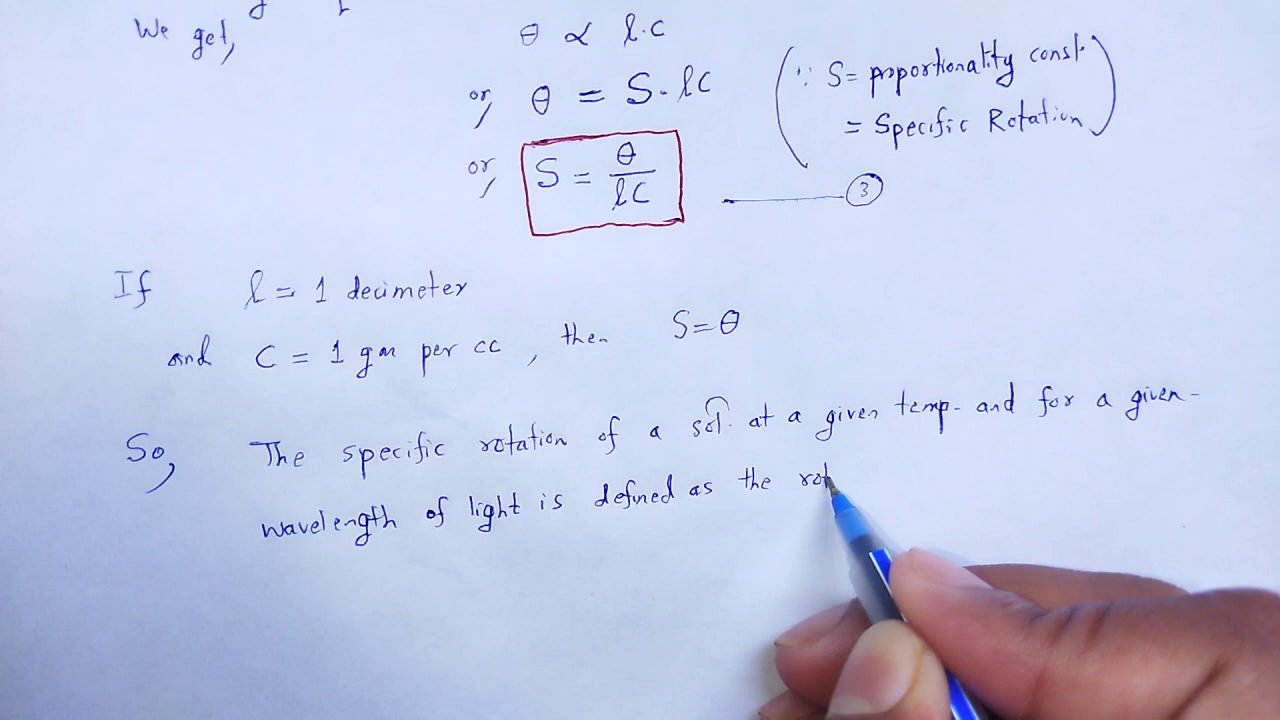 We get, θ ∝ l.c
or, θ = S.lC (∵ S = proportionality const
= Specific Rotation)
or, S = θ/lC ③
If l = 1 decimeter
and C = 1 gm per cc, then S = θ
So, The specific rotation of a sol. at a given temp. and for a given-
wavelength of light is defined as the rot